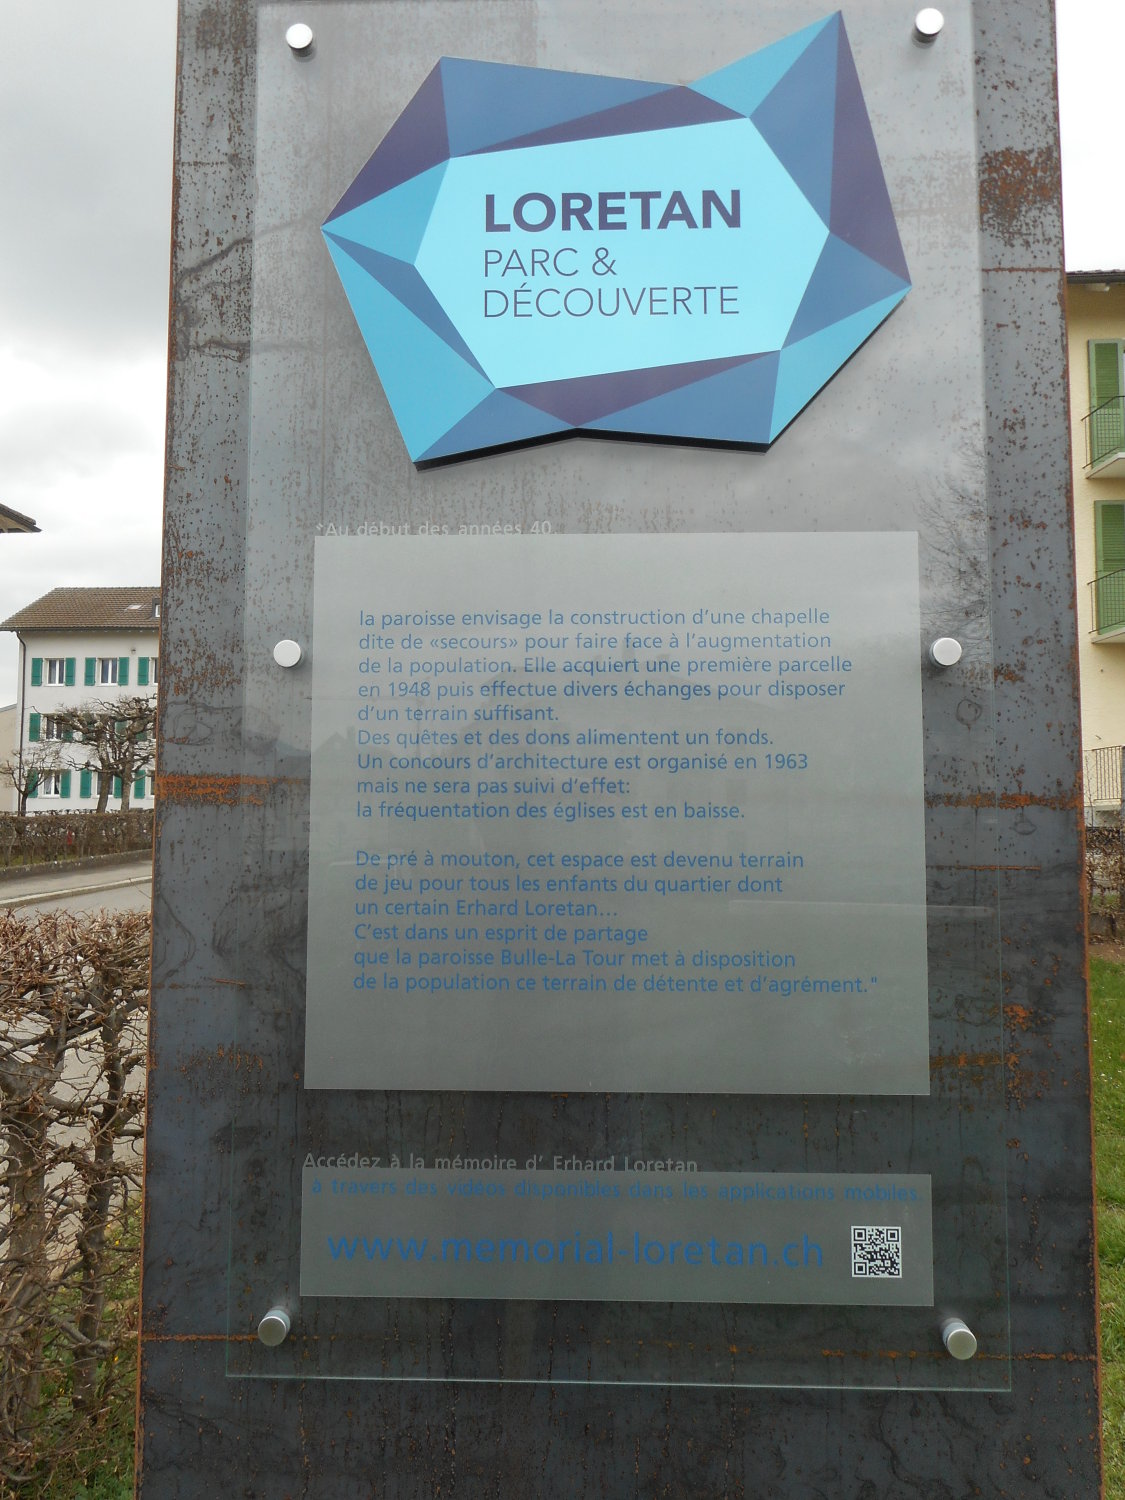 LORETAN
PARC &
DÉCOUVERTE
"Au début des années 40,
la paroisse envisage la construction d'une chapelle
dite de «secours» pour faire face à l'augmentation
de la population. Elle acquiert une première parcelle
en 1948 puis effectue divers échanges pour disposer
d'un terrain suffisant.
Des quêtes et des dons alimentent un fonds.
Un concours d'architecture est organisé en 1963
mais ne sera pas suivi d'effet:
la fréquentation des églises est en baisse.
De pré à mouton, cet espace est devenu terrain
de jeu pour tous les enfants du quartier dont
un certain Erhard Loretan...
C'est dans un esprit de partage
que la paroisse Bulle-La Tour met à disposition
de la population ce terrain de détente et d'agrément."
Accédez à la mémoire d' Erhard Loretan
à travers des vidéos disponibles dans les applications mobiles.
www.memorial-loretan.ch